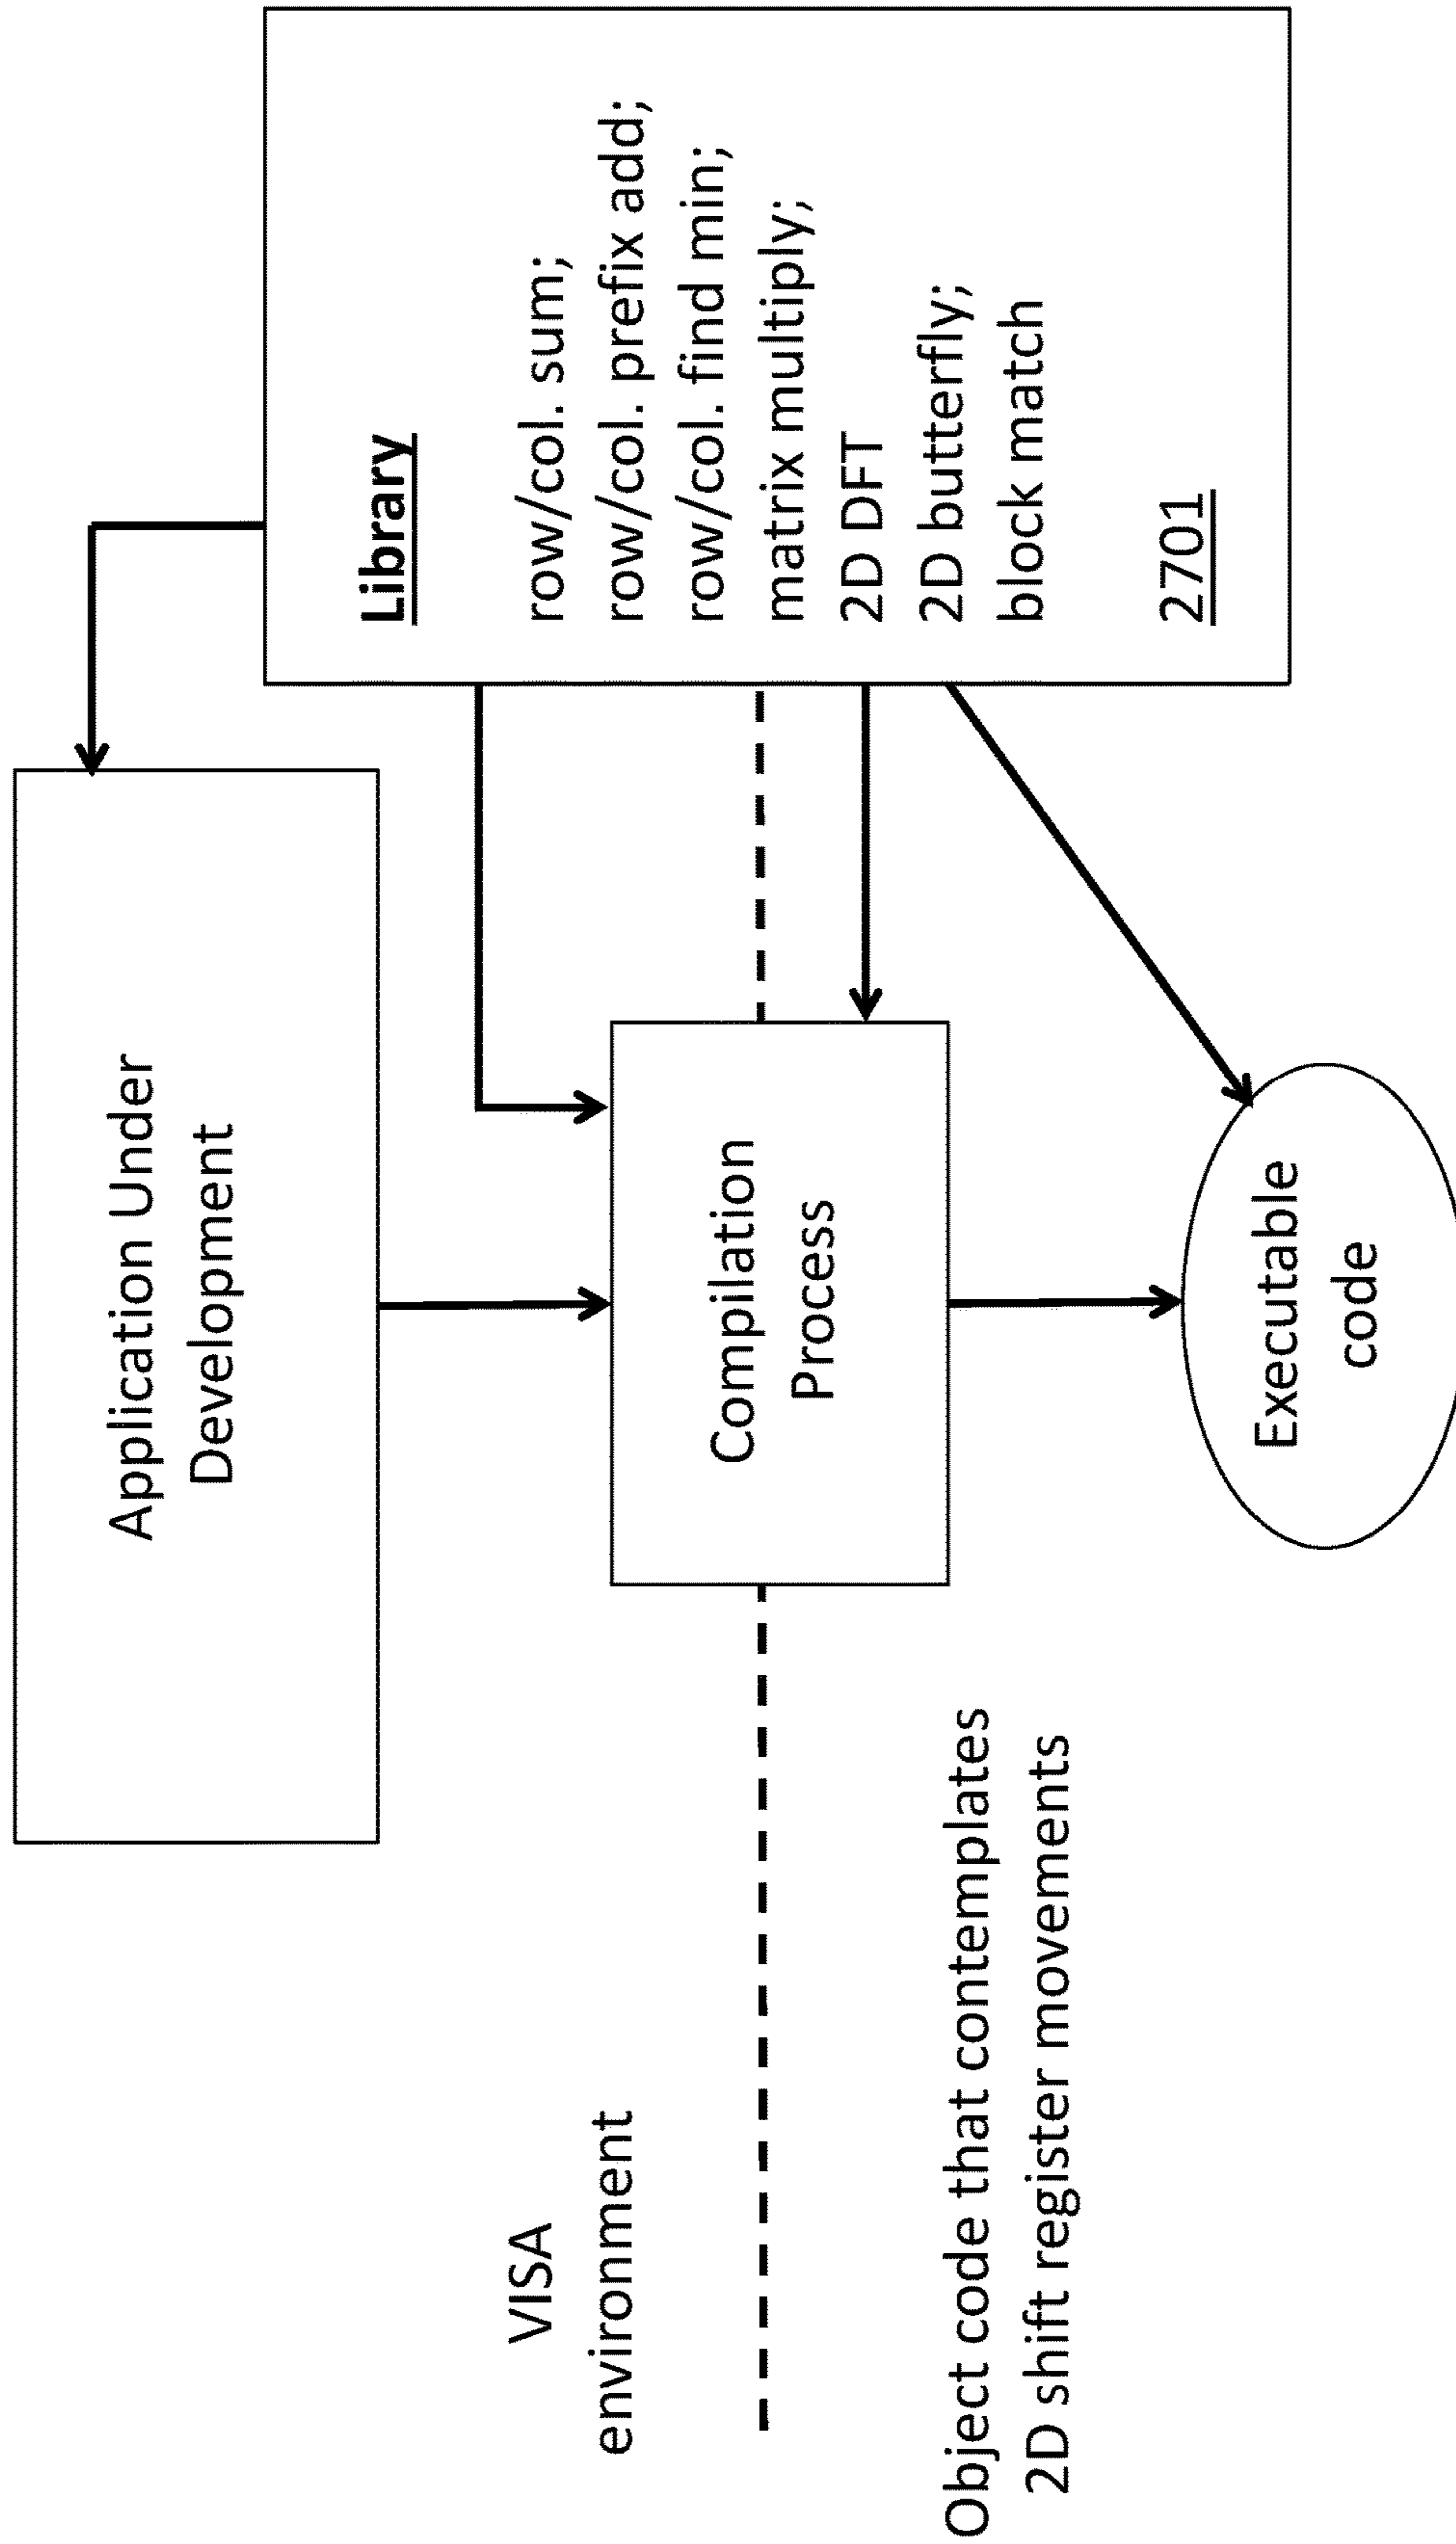 Application Under
Development
VISA
environment
Compilation
Process
Object code that contemplates
2D shift register movements
Executable
code
Library
row/col. sum;
row/col. prefix add;
row/col. find min;
matrix multiply;
2D DFT
2D butterfly;
block match
2701